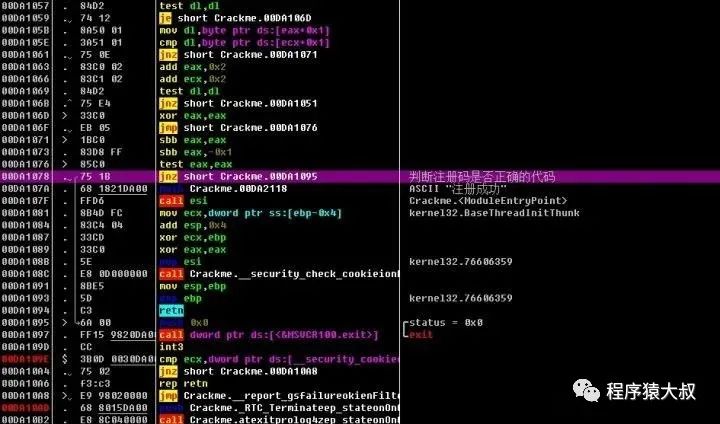 00DA1057 . 84D2 test dl,dl
00DA1059 . 74 12 je short Crackme.00DA106D
00DA105B . 8A50 01 mov dl,byte ptr ds:[eax+0x1]
00DA105E . 3A51 01 cmp dl,byte ptr ds:[ecx+0x1]
00DA1061 . 75 0E jnz short Crackme.00DA1071
00DA1063 . 83C0 02 add eax,0x2
00DA1066 . 83C1 02 add ecx,0x2
00DA1069 . 84D2 test dl,dl
00DA106B .^ 75 E4 jnz short Crackme.00DA1051
00DA106D > 33C0 xor eax,eax
00DA106F . EB 05 jmp short Crackme.00DA1076
00DA1071 > 1BC0 sbb eax,eax
00DA1073 . 83D8 FF sbb eax,-0x1
00DA1076 > 85C0 test eax,eax
00DA1078 . 75 1B jnz short Crackme.00DA1095 判断注册码是否正确的代码
00DA107A . 68 1821DA00 Crackme.00DA2118 ASCII "注册成功"
00DA107F . FFD6 call esi Crackme.<ModuleEntryPoint>
00DA1081 . 8B4D FC mov ecx,dword ptr ss:[ebp-0x4] kernel32.BaseThreadInitThunk
00DA1084 . 83C4 04 add esp,0x4
00DA1087 . 33CD xor ecx,ebp
00DA1089 . 33C0 xor eax,eax
00DA108B . 5E pop esi kernel32.76606359
00DA108C . E8 0D000000 call Crackme.__security_check_cookieion
00DA1091 . 8BE5 mov esp,ebp
00DA1093 . 5D pop ebp kernel32.76606359
00DA1094 . C3 retn
00DA1095 > 6A 00 0x0 status = 0x0
00DA1097 . FF15 9820DA00 call dword ptr ds:[<&MSVCR100.exit>] exit
00DA109D . CC int3
00DA109E $ 3B0D 0030DA00 cmp ecx,dword ptr ds:[__security_cookie
00DA10A4 . 75 02 jnz short Crackme.00DA10A8
00DA10A6 . F3:C3 rep retn
00DA10A8 > E9 98020000 jmp Crackme.__report_gsfailureokienFilte
00DA10AD . 68 8015DA00 Crackme._RTC_Terminateep_stateonOn
00DA10B2 . E8 8C040000 call Crackme.atexitprolog4zep_stateonOn
程序猿大叔